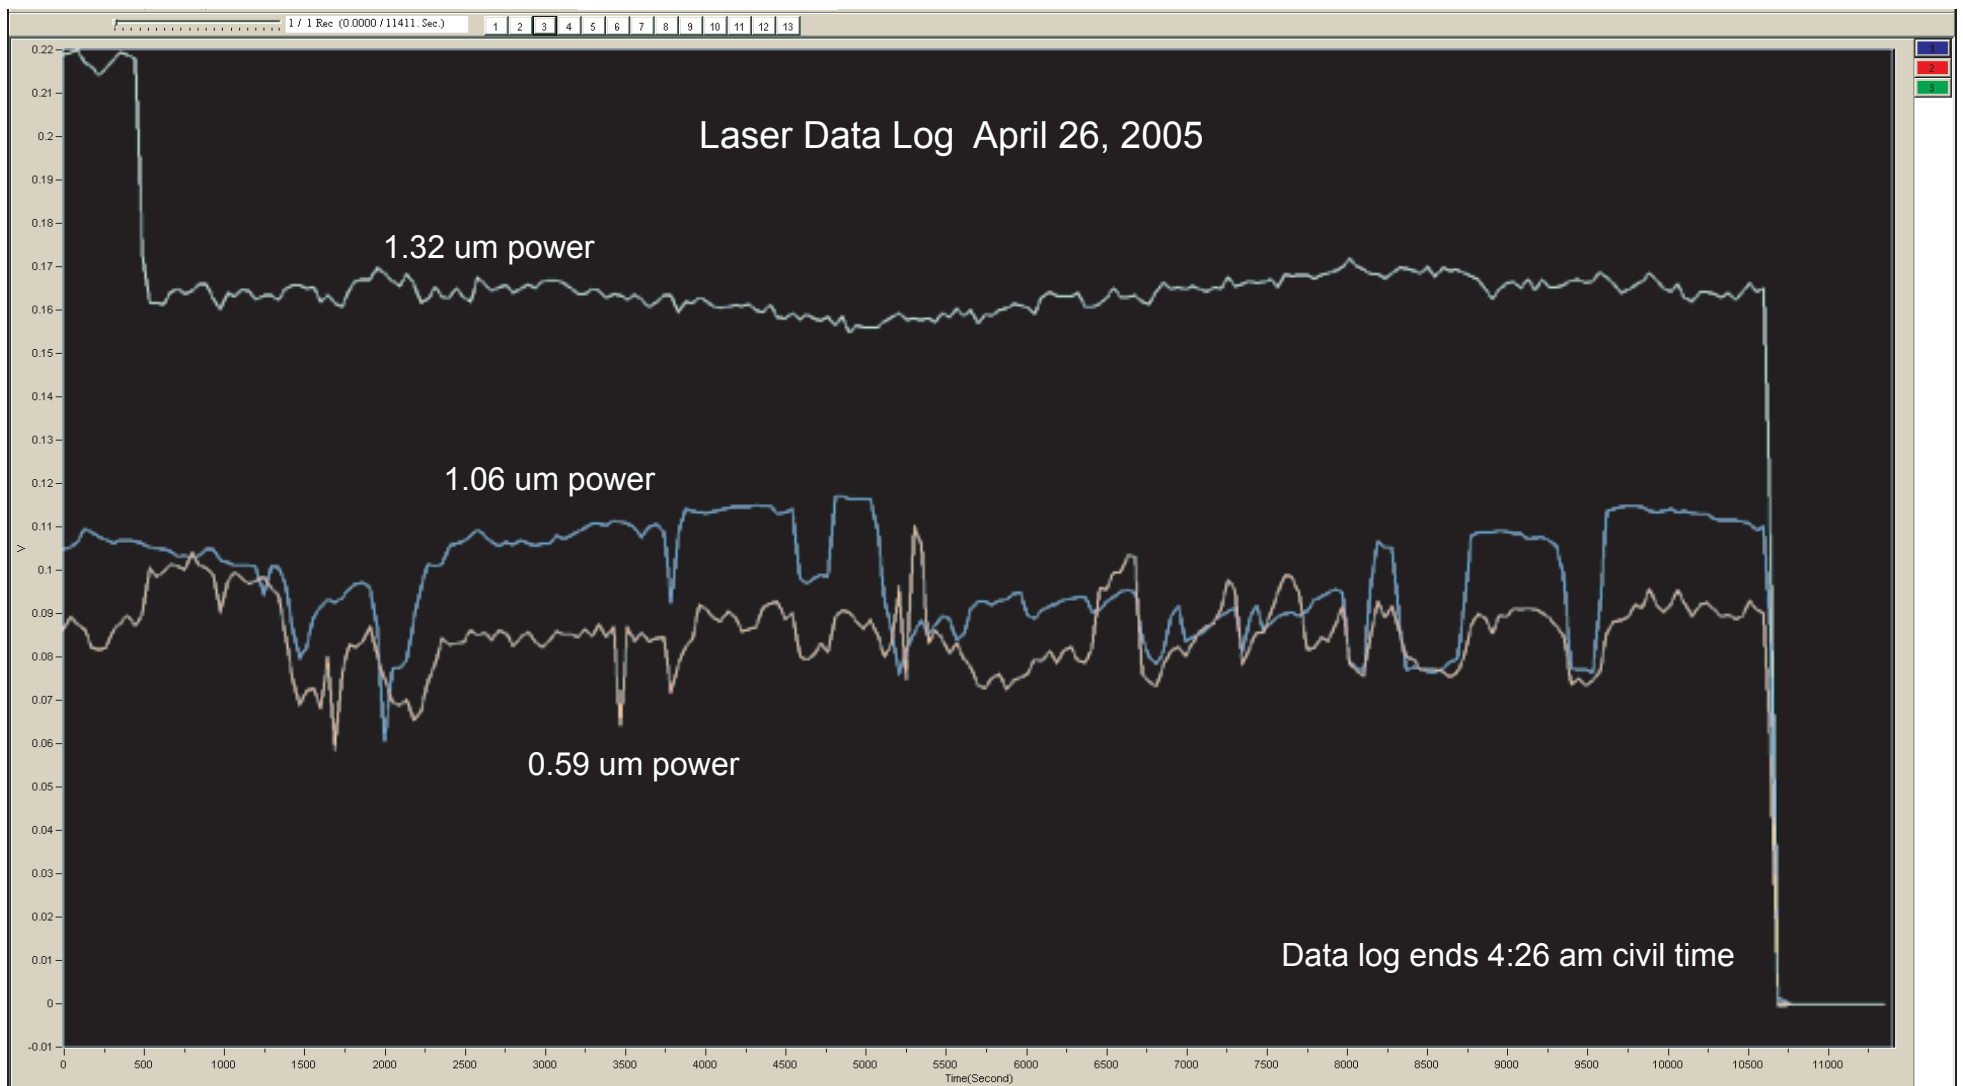 1 / 1 Rec (0.0000 / 11411. Sec.)
1 2 3 4 5 6 7 8 9 10 11 12 13
1
2
3
Laser Data Log April 26, 2005
1.32 um power
1.06 um power
0.59 um power
Data log ends 4:26 am civil time
0.22
0.21
0.2
0.19
0.18
0.17
0.16
0.15
0.14
0.13
0.12
0.11
0.1
0.09
0.08
0.07
0.06
0.05
0.04
0.03
0.02
0.01
0
-0.01
V
0 500 1000 1500 2000 2500 3000 3500 4000 4500 5000 5500 6000 6500 7000 7500 8000 8500 9000 9500 10000 10500 11000
Time(Second)